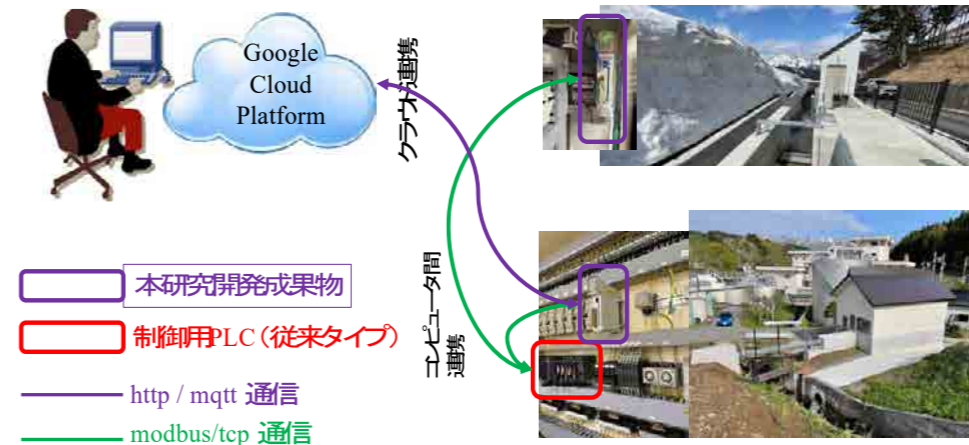 Google
Cloud
Platform
クラウド連携
コンピュータ間
連携
本研究開発成果物
制御用PLC（従来タイプ）
http / mqtt 通信
modbus/tcp 通信